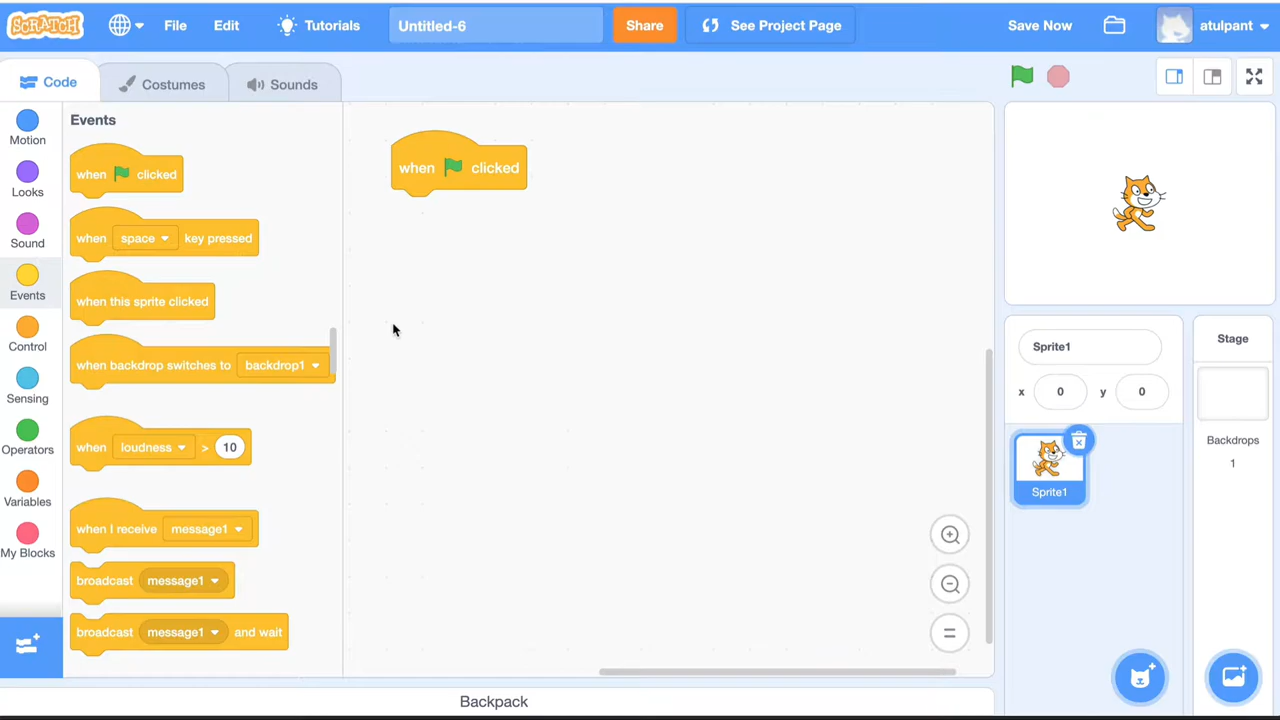 SCRATCH
File
Edit
Tutorials
Untitled-6
Share
See Project Page
Save Now
atulpant
Code
Costumes
Sounds
Motion
Looks
Sound
Events
Control
Sensing
Operators
Variables
My Blocks
Events
when clicked
when space key pressed
when this sprite clicked
when backdrop switches to backdrop1
when loudness > 10
when I receive message1
broadcast message1
broadcast message1 and wait
when clicked
Sprite1
x 0 y 0
Sprite1
Stage
Backdrops
1
Backpack